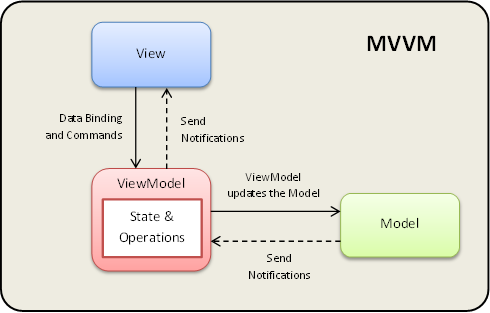 MVVM
View
Data Binding
and Commands
Send
Notifications
ViewModel
State &
Operations
ViewModel
updates the Model
Model
Send
Notifications